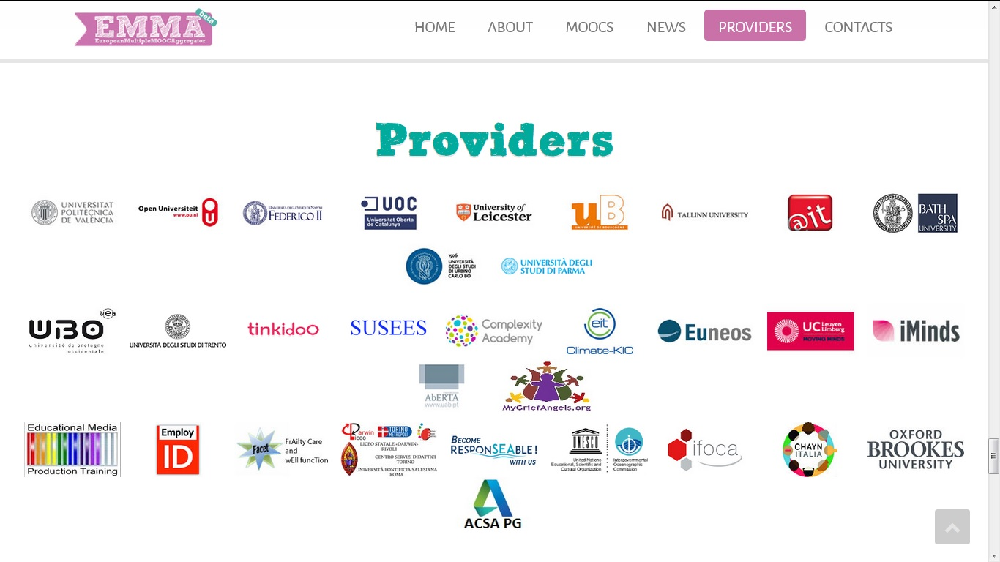 EMMA
beta
EuropeanMultipleMOOCAggregator
HOME
ABOUT
MOOCS
NEWS
PROVIDERS
CONTACTS
Providers
UNIVERSITAT
POLITÈCNICA
DE VALÈNCIA
Open Universiteit
www.ou.nl
OU
UNIVERSITÀ DEGLI STUDI DI NAPOLI
FEDERICO II
UOC
Universitat Oberta
de Catalunya
University of
Leicester
uB
UNIVERSITÉ DE BOURGOGNE
TALLINN UNIVERSITY
@it
BATH
SPA
UNIVERSITY
1506
UNIVERSITÀ
DEGLI STUDI
DI URBINO
CARLO BO
UNIVERSITÀ DEGLI
STUDI DI PARMA
ueb
UBO
université de bretagne
occidentale
UNIVERSITÀ DEGLI STUDI DI TRENTO
tinkidoO
SUSEES
Complexity
Academy
eit
Climate-KIC
Euneos
UC Leuven
Limburg
MOVING MINDS
iMinds
AbERTA
www.uab.pt
MyGriefAngels.org
Educational Media
Production Training
Employ
ID
Facet
FrAilty Care
and
wEll funcTion
Darwin
Liceo
TORINO
METROPOLI
LICEO STATALE «DARWIN»
RIVOLI
CENTRO SERVIZI DIDATTICI
TORINO
UNIVERSITÀ PONTIFICIA SALESIANA
ROMA
BECOME
RESPONSEABLE!
WITH US
UNESCO
United Nations
Educational, Scientific and
Cultural Organization
Intergovernmental
Oceanographic
Commission
ifoca
CHAYN
ITALIA
OXFORD
BROOKES
UNIVERSITY
ACSA PG